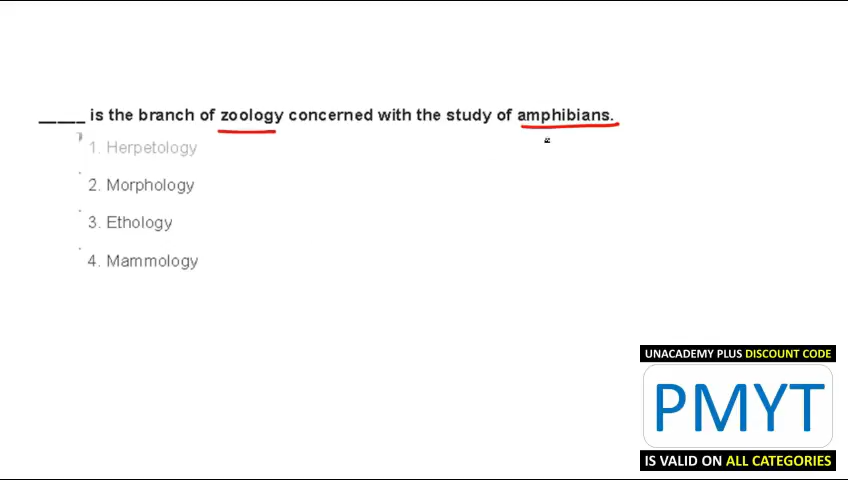 _____ is the branch of zoology concerned with the study of amphibians.
1. Herpetology
2. Morphology
3. Ethology
4. Mammology
UNACADEMY PLUS DISCOUNT CODE
PMYT
IS VALID ON ALL CATEGORIES